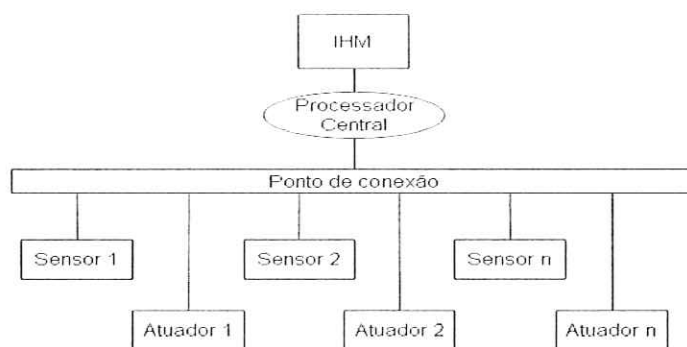 IHM
Processador
Central
Ponto de conexão
Sensor 1
Sensor 2
Sensor n
Atuador 1
Atuador 2
Atuador n